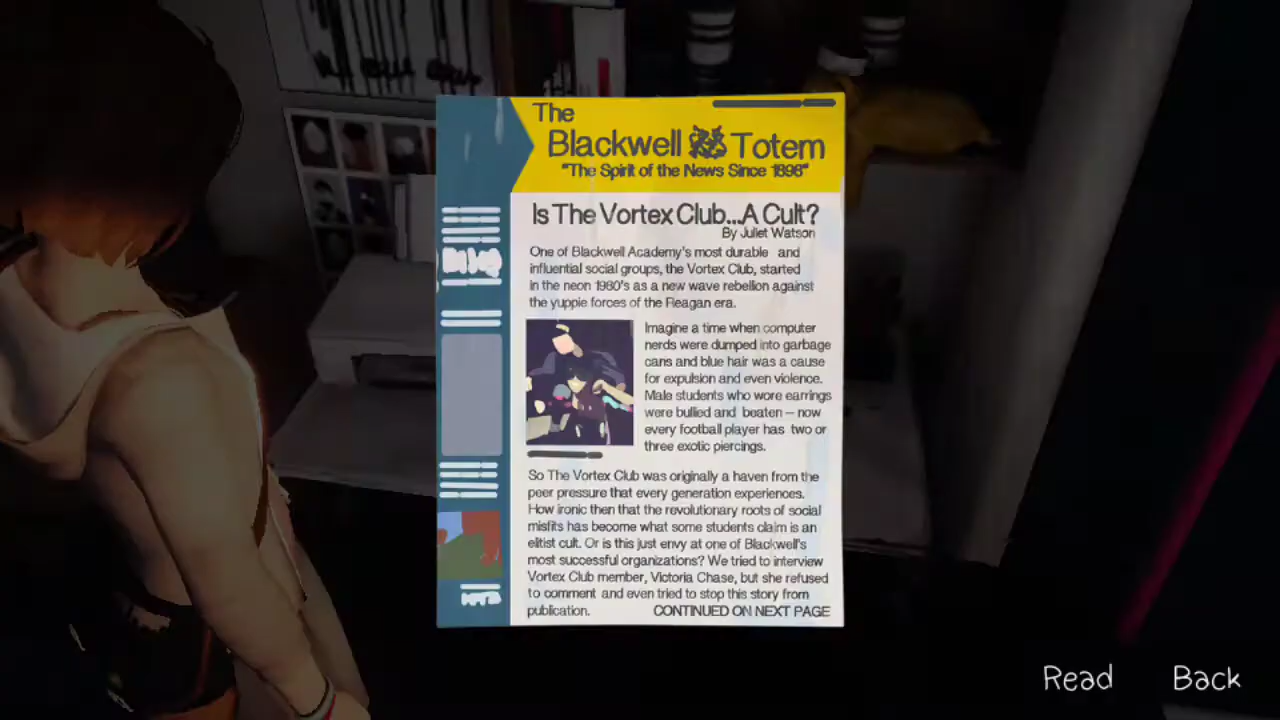 The
Blackwell Totem
"The Spirit of the News Since 1898"
Is The Vortex Club...A Cult?
By Juliet Watson
One of Blackwell Academy's most durable and
influential social groups, the Vortex Club, started
in the neon 1980's as a new wave rebellion against
the yuppie forces of the Reagan era.
Imagine a time when computer
nerds were dumped into garbage
cans and blue hair was a cause
for expulsion and even violence.
Male students who wore earrings
were bullied and beaten – now
every football player has two or
three exotic piercings.
So The Vortex Club was originally a haven from the
peer pressure that every generation experiences.
How ironic then that the revolutionary roots of social
misfits has become what some students claim is an
elitist cult. Or is this just envy at one of Blackwell's
most successful organizations? We tried to interview
Vortex Club member, Victoria Chase, but she refused
to comment and even tried to stop this story from
publication. CONTINUED ON NEXT PAGE
Read Back